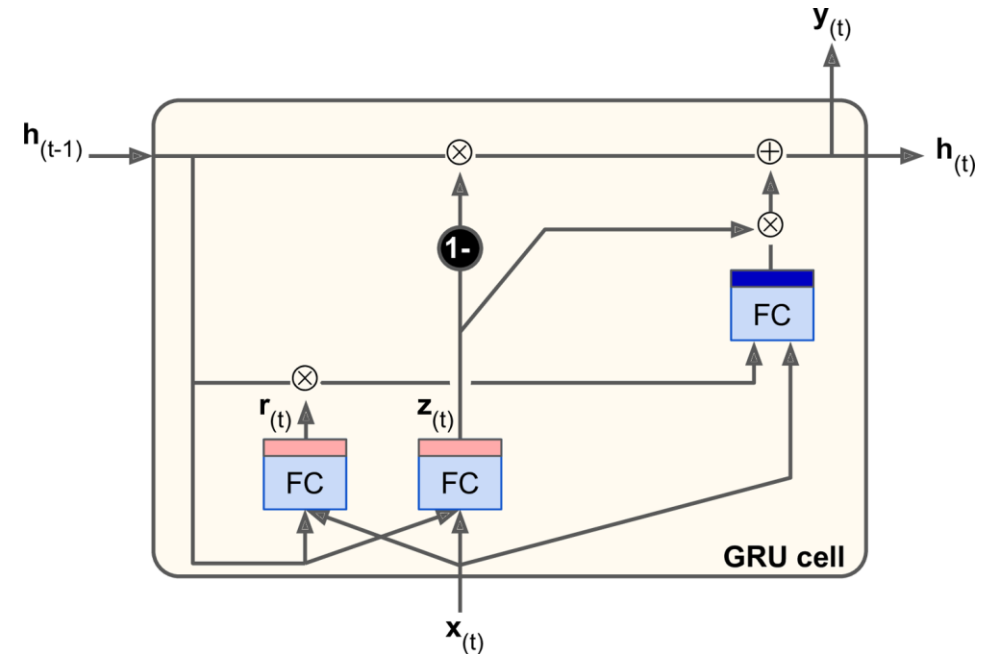 y(t)
h(t-1)
h(t)
1-
FC
r(t)
z(t)
FC
FC
GRU cell
x(t)